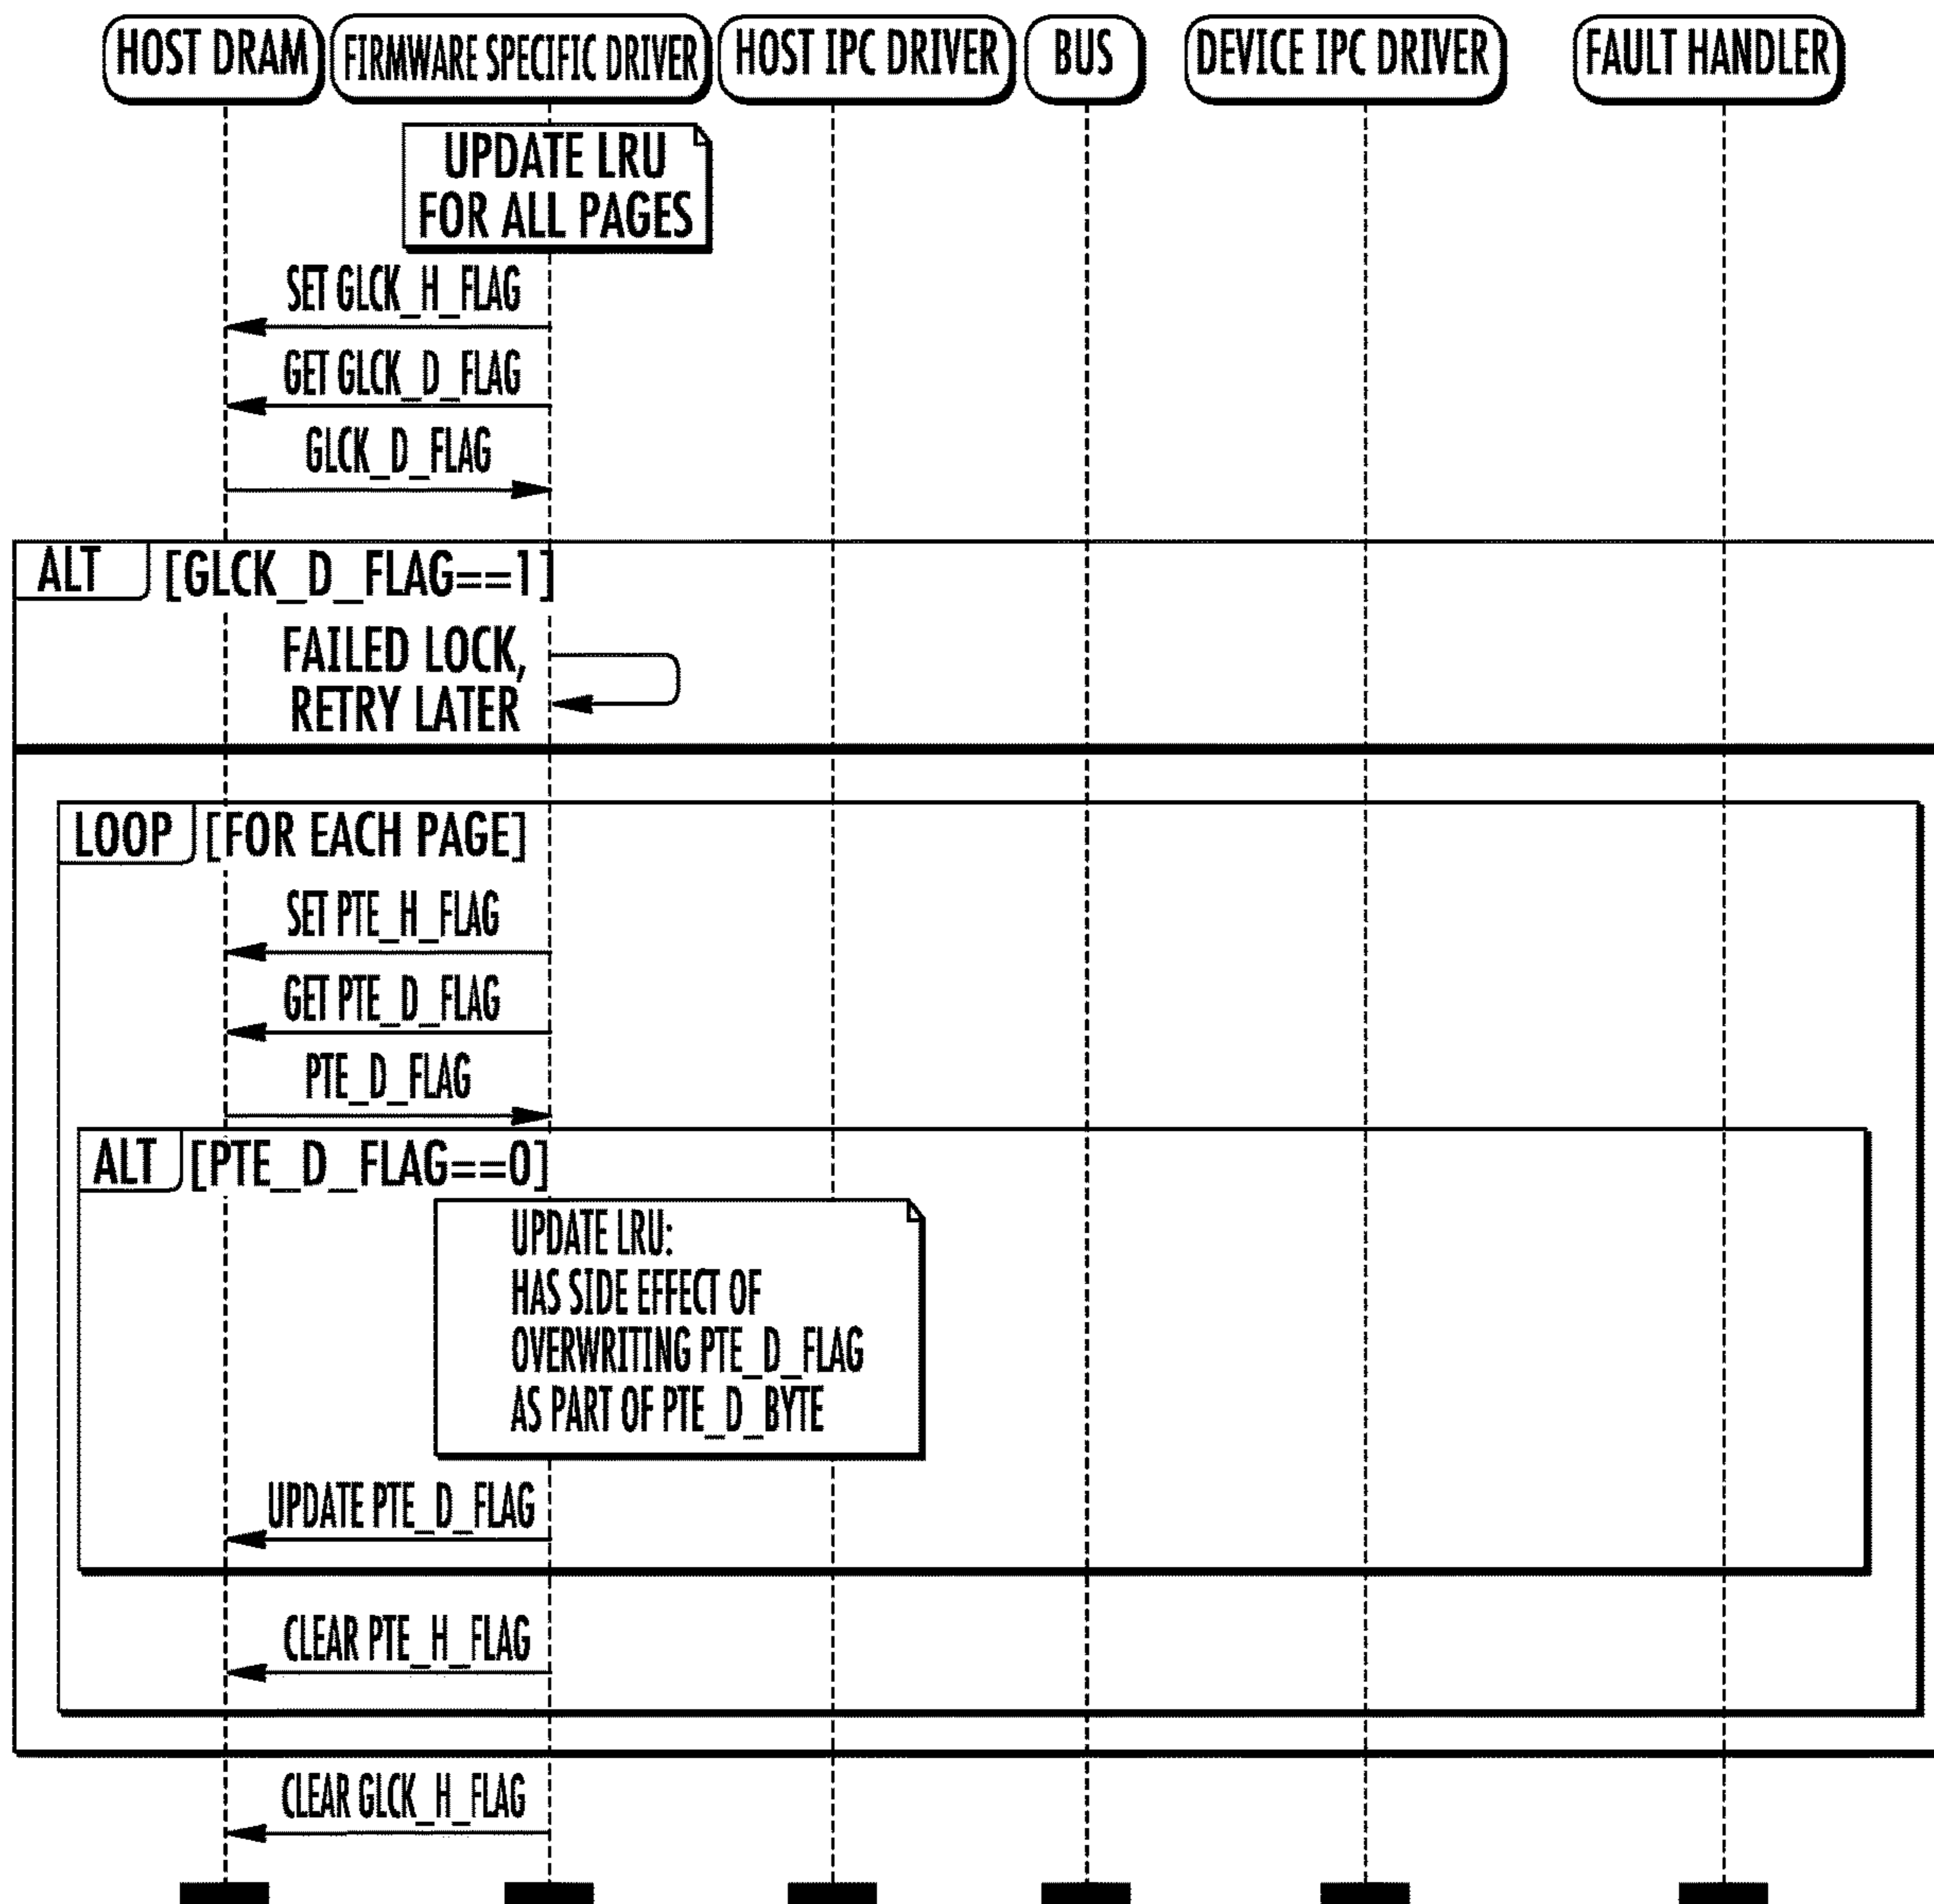 HOST DRAM
FIRMWARE SPECIFIC DRIVER
HOST IPC DRIVER
BUS
DEVICE IPC DRIVER
FAULT HANDLER
UPDATE LRU
FOR ALL PAGES
SET GLCK_H_FLAG
GET GLCK_D_FLAG
GLCK_D_FLAG
ALT [GLCK_D_FLAG==1]
FAILED LOCK,
RETRY LATER
LOOP [FOR EACH PAGE]
SET PTE_H_FLAG
GET PTE_D_FLAG
PTE_D_FLAG
ALT [PTE_D_FLAG==0]
UPDATE LRU:
HAS SIDE EFFECT OF
OVERWRITING PTE_D_FLAG
AS PART OF PTE_D_BYTE
UPDATE PTE_D_FLAG
CLEAR PTE_H_FLAG
CLEAR GLCK_H_FLAG